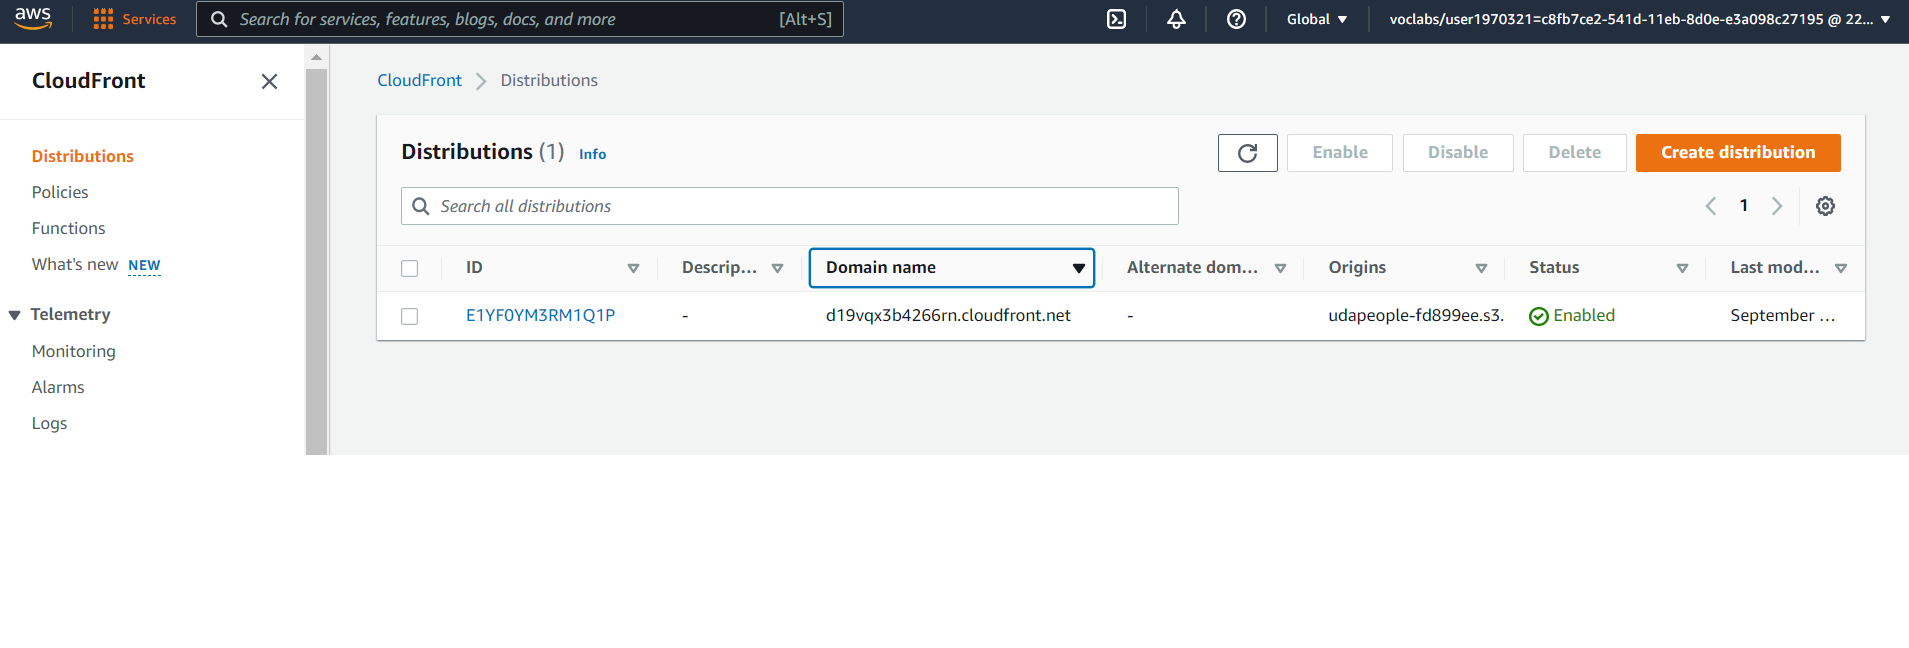 aws Services Search for services, features, blogs, docs, and more [Alt+S] Global voclabs/user1970321=c8fb7ce2-541d-11eb-8d0e-e3a098c27195 @ 22...
CloudFront
Distributions
Policies
Functions
What's new NEW
Telemetry
Monitoring
Alarms
Logs
CloudFront Distributions
Distributions (1) Info Enable Disable Delete Create distribution
Search all distributions 1
ID Descrip... Domain name Alternate dom... Origins Status Last mod...
E1YF0YM3RM1Q1P - d19vqx3b4266rn.cloudfront.net - udapeople-fd899ee.s3. Enabled September ...